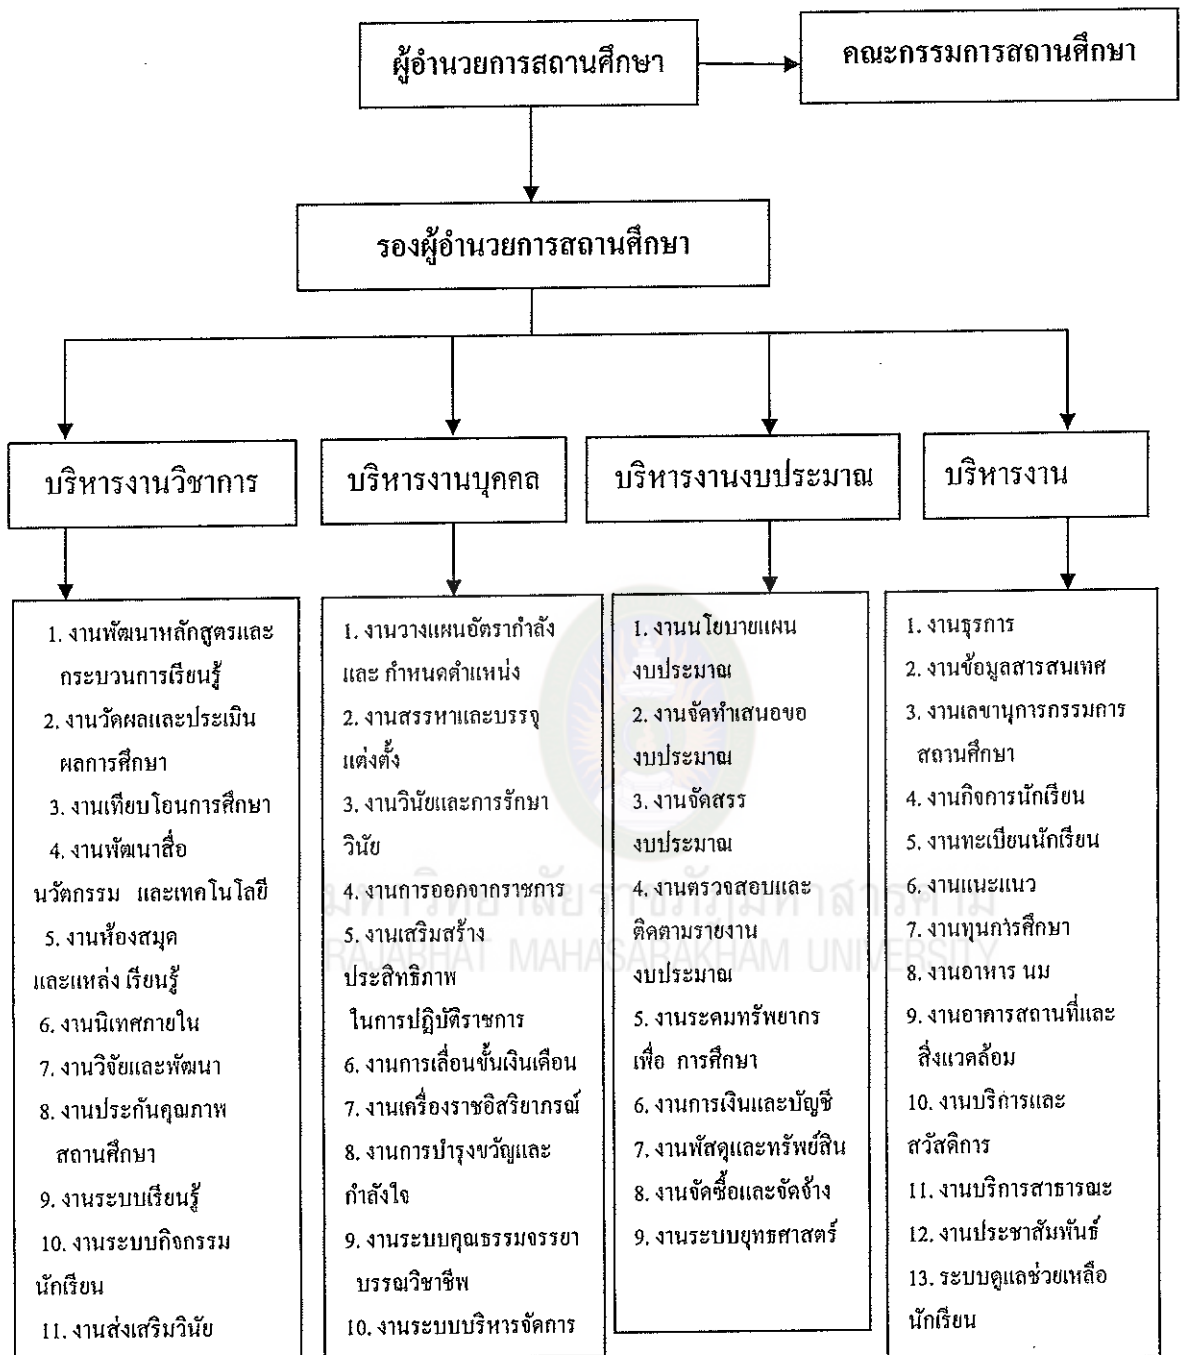 ผู้อำนวยการสถานศึกษา
คณะกรรมการสถานศึกษา
รองผู้อำนวยการสถานศึกษา
บริหารงานวิชาการ
บริหารงานบุคคล
บริหารงานงบประมาณ
บริหารงาน
1. งานพัฒนาหลักสูตรและ
กระบวนการเรียนรู้
2. งานวัดผลและประเมิน
ผลการศึกษา
3. งานเทียบโอนการศึกษา
4. งานพัฒนาสื่อ
นวัตกรรม และเทคโนโลยี
5. งานห้องสมุด
และแหล่ง เรียนรู้
6. งานนิเทศภายใน
7. งานวิจัยและพัฒนา
8. งานประกันคุณภาพ
สถานศึกษา
9. งานระบบเรียนรู้
10. งานระบบกิจกรรม
นักเรียน
11. งานส่งเสริมวินัย
1. งานวางแผนอัตรากำลัง
และ กำหนดตำแหน่ง
2. งานสรรหาและบรรจุ
แต่งตั้ง
3. งานวินัยและการรักษา
วินัย
4. งานการออกจากราชการ
5. งานเสริมสร้าง
ประสิทธิภาพ
ในการปฏิบัติราชการ
6. งานการเลื่อนขั้นเงินเดือน
7. งานเครื่องราชอิสริยาภรณ์
8. งานการบำรุงขวัญและ
กำลังใจ
9. งานระบบคุณธรรมจรรยา
บรรณวิชาชีพ
10. งานระบบบริหารจัดการ
1. งานนโยบายแผน
งบประมาณ
2. งานจัดทำเสนอขอ
งบประมาณ
3. งานจัดสรร
งบประมาณ
4. งานตรวจสอบและ
ติดตามรายงาน
งบประมาณ
5. งานระดมทรัพยากร
เพื่อ การศึกษา
6. งานการเงินและบัญชี
7. งานพัสดุและทรัพย์สิน
8. งานจัดซื้อและจัดจ้าง
9. งานระบบยุทธศาสตร์
1. งานธุรการ
2. งานข้อมูลสารสนเทศ
3. งานเลขานุการกรรมการ
สถานศึกษา
4. งานกิจการนักเรียน
5. งานทะเบียนนักเรียน
6. งานแนะแนว
7. งานทุนการศึกษา
8. งานอาหาร นม
9. งานอาคารสถานที่และ
สิ่งแวดล้อม
10. งานบริการและ
สวัสดิการ
11. งานบริการสาธารณะ
12. งานประชาสัมพันธ์
13. ระบบดูแลช่วยเหลือ
นักเรียน
มหาวิทยาลัยราชภัฏมหาสารคาม
RAJABHAT MAHASARAKHAM UNIVERSITY